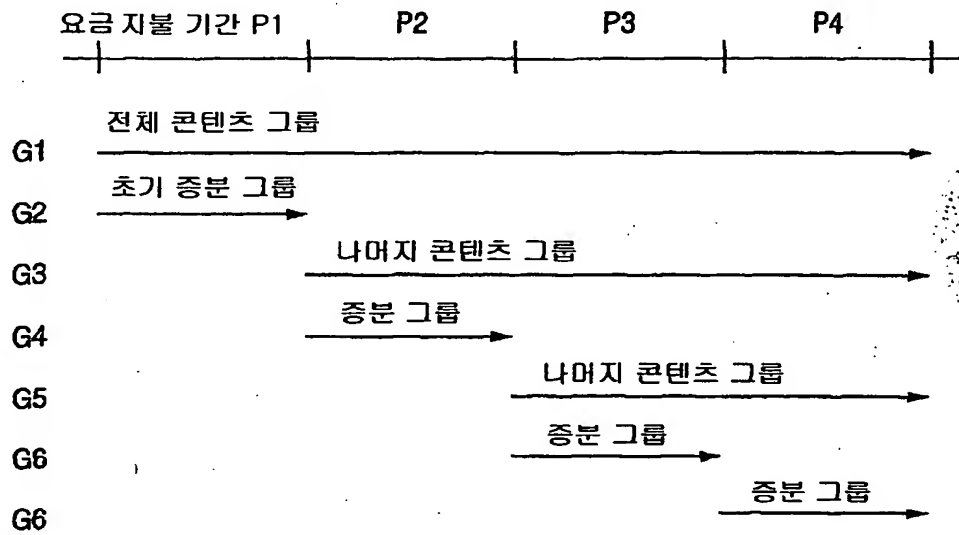 요금 지불 기간 P1 P2 P3 P4
전체 콘텐츠 그룹
G1
초기 증분 그룹
G2
나머지 콘텐츠 그룹
G3
증분 그룹
G4
나머지 콘텐츠 그룹
G5
증분 그룹
G6
증분 그룹
G6